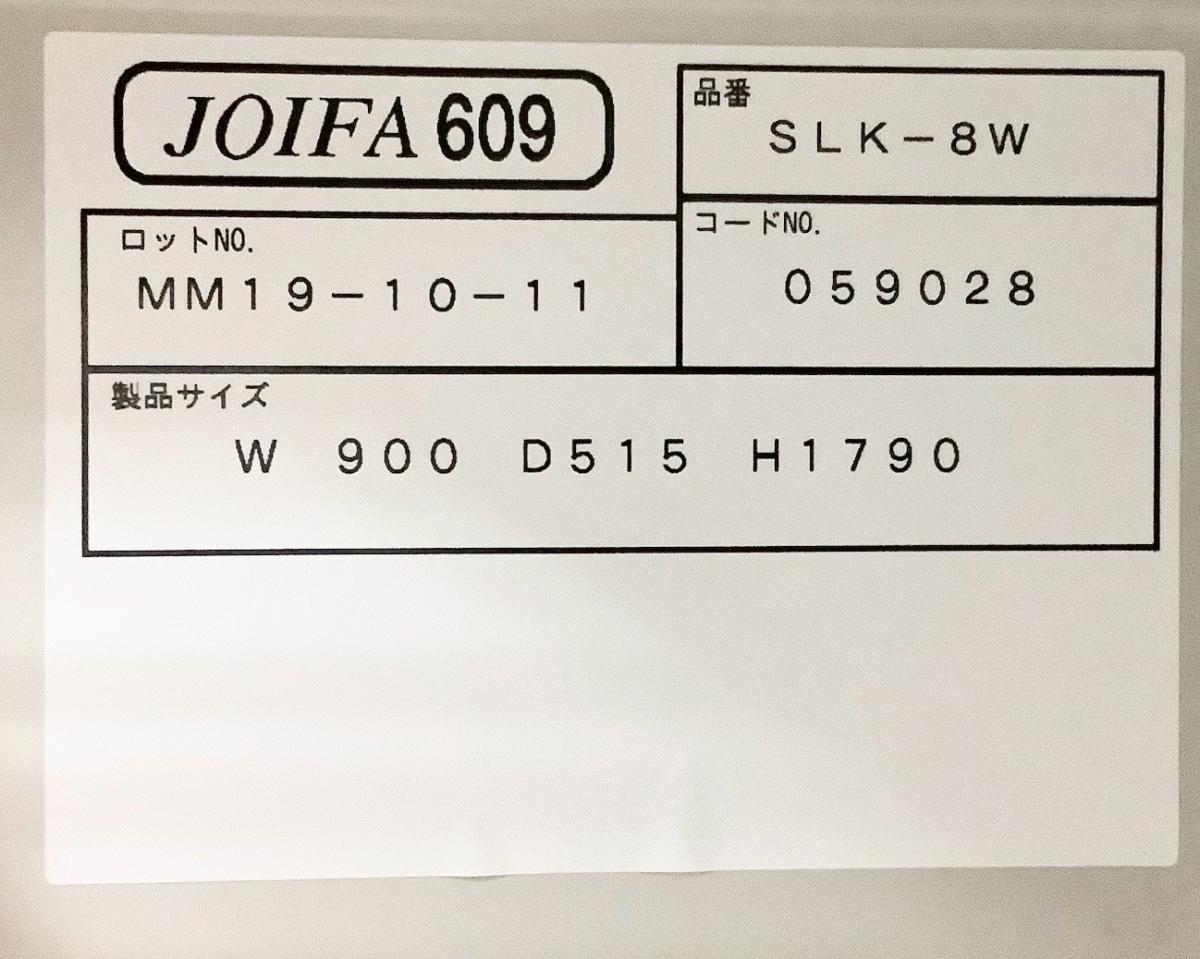 JOIFA 609
品番
SLK-8W
ロットNO.
MM19-10-11
コードNO.
059028
製品サイズ
W 900 D515 H1790